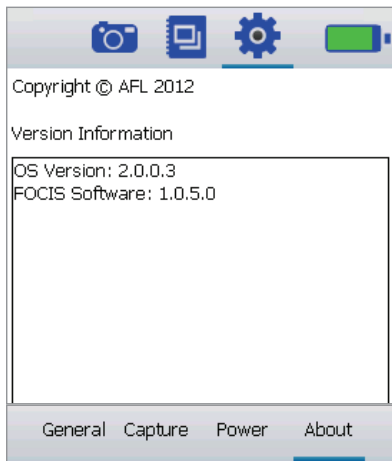 Copyright © AFL 2012
Version Information
OS Version: 2.0.0.3
FOCIS Software: 1.0.5.0
General Capture Power About